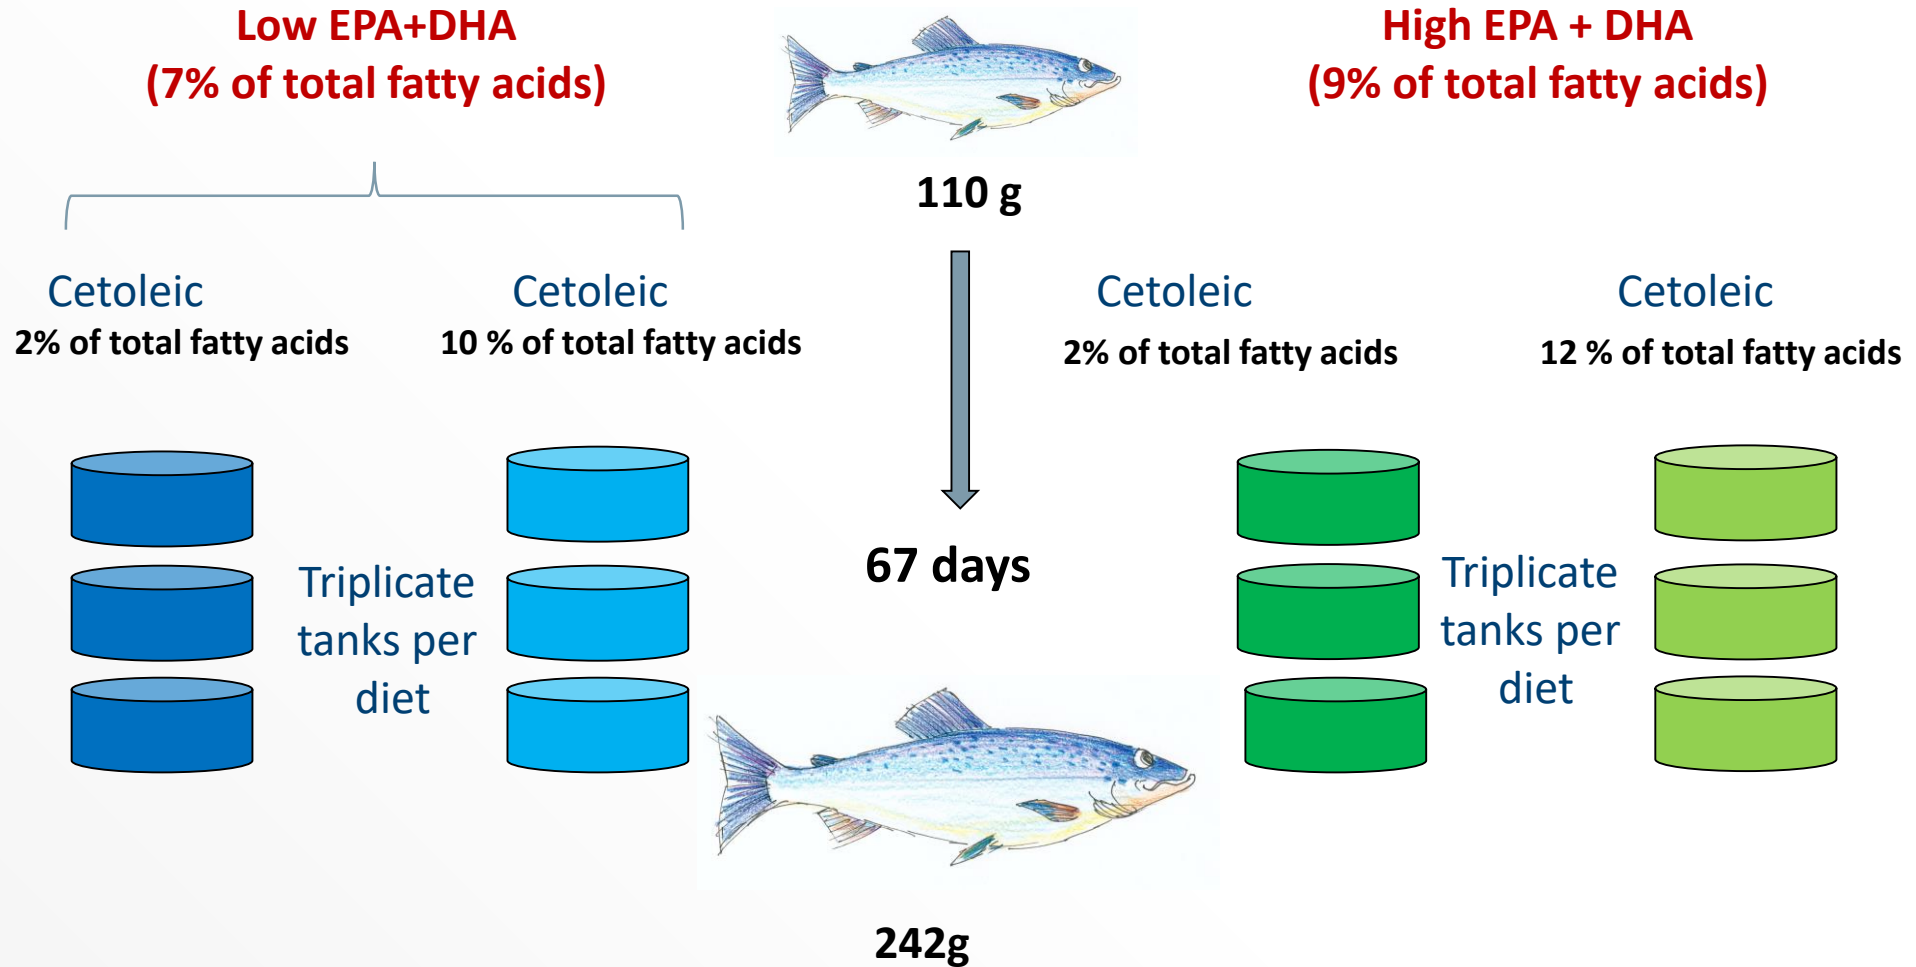 Low EPA+DHA
(7% of total fatty acids)
High EPA + DHA
(9% of total fatty acids)
110 g
Cetoleic
2% of total fatty acids
Cetoleic
10 % of total fatty acids
Cetoleic
2% of total fatty acids
Cetoleic
12 % of total fatty acids
Triplicate
tanks per
diet
67 days
Triplicate
tanks per
diet
242g